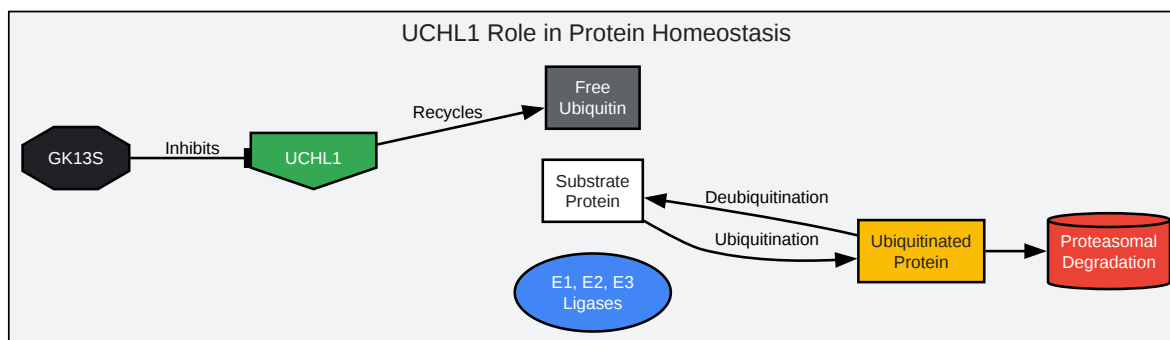 UCHL1 Role in Protein Homeostasis
Free
Ubiquitin
Recycles
GK13S
Inhibits
UCHL1
Substrate
Protein
Deubiquitination
Ubiquitination
Ubiquitinated
Protein
Proteasomal
Degradation
E1, E2, E3
Ligases